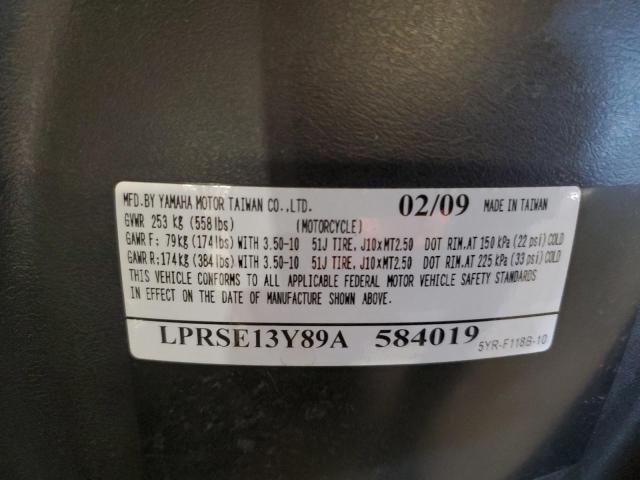 MFD. BY YAMAHA MOTOR TAIWAN CO.,LTD. 02/09 MADE IN TAIWAN
GVWR 253 kg (558 lbs) (MOTORCYCLE)
GAWR F: 79kg (174 lbs) WITH 3.50-10 51J TIRE, J10xMT2.50 DOT RIM, AT 150 kPa (22 psi) COLD
GAWR R:174kg (384 lbs) WITH 3.50-10 51J TIRE, J10xMT2.50 DOT RIM, AT 225 kPa (33 psi) COLD
THIS VEHICLE CONFORMS TO ALL APPLICABLE FEDERAL MOTOR VEHICLE SAFETY STANDARDS
IN EFFECT ON THE DATE OF MANUFACTURE SHOWN ABOVE.
LPRSE13Y89A 584019 5YR-F118B-10